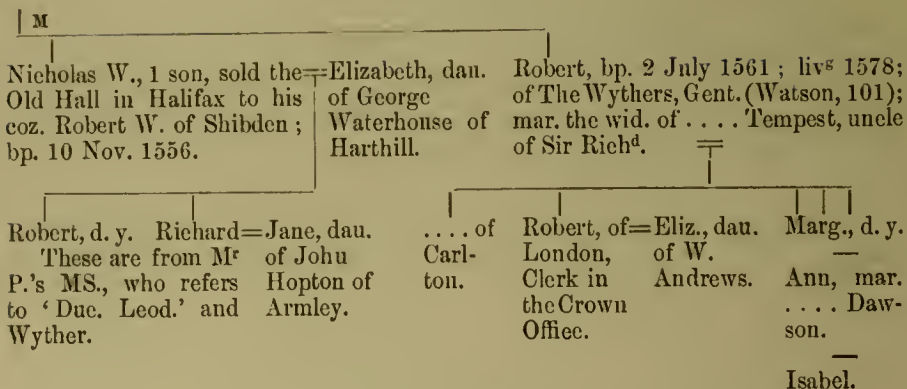 M
Nicholas W., 1 son, sold the
Old Hall in Halifax to his
coz. Robert W. of Shibden ;
bp. 10 Nov. 1556.
Elizabeth, dau.
of George
Waterhouse of
Harthill.
Robert, bp. 2 July 1561 ; livᵍ 1578;
of The Wythers, Gent. (Watson, 101);
mar. the wid. of . . . . Tempest, uncle
of Sir Richᵈ.
Robert, d. y.
Richard=Jane, dau.
of John
Hopton of
Armley.
These are from Mʳ
P.'s MS., who refers
to ‘ Duc. Leod.’ and
Wyther.
. . . . of
Carl-
ton.
Robert, of=Eliz., dau.
London,
Clerk in
the Crown
Office.
of W.
Andrews.
Marg., d. y.
—
Ann, mar.
. . . . Daw-
son.
—
Isabel.